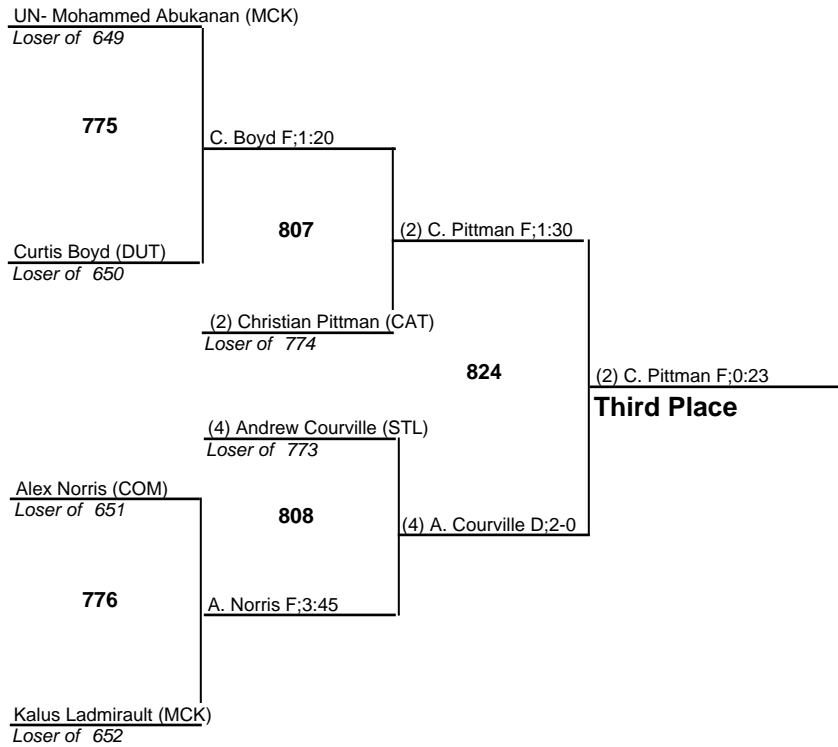 UN- Mohammed Abukanan (MCK)
Loser of 649
775
C. Boyd F;1:20
807
(2) C. Pittman F;1:30
Curtis Boyd (DUT)
Loser of 650
(2) Christian Pittman (CAT)
Loser of 774
824
(2) C. Pittman F;0:23
Third Place
(4) Andrew Courville (STL)
Loser of 773
Alex Norris (COM)
Loser of 651
808
(4) A. Courville D;2-0
776
A. Norris F;3:45
Kalus Ladmirault (MCK)
Loser of 652